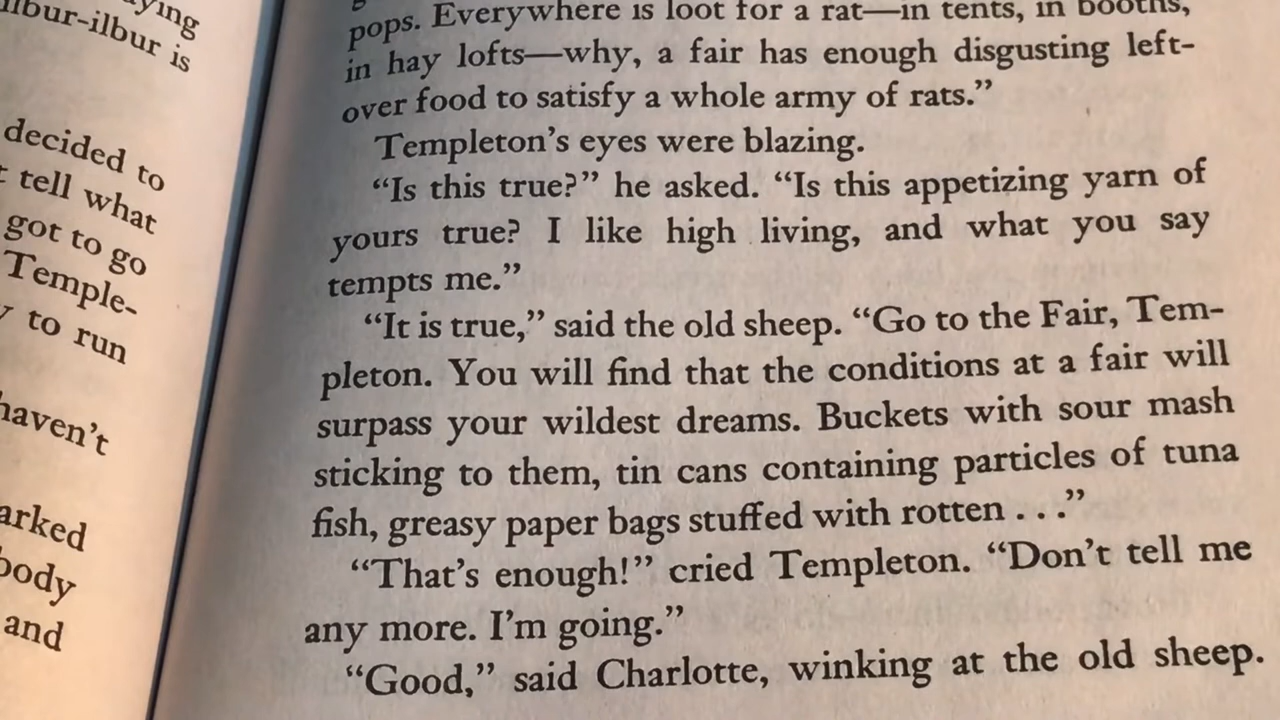 ying
ilbur-ilbur is
decided to
tell what
got to go
Temple-
to run
haven't
arked
body
and
pops. Everywhere is loot for a rat—in tents, in booths,
in hay lofts—why, a fair has enough disgusting left-
over food to satisfy a whole army of rats.”
Templeton's eyes were blazing.
“Is this true?” he asked. “Is this appetizing yarn of
yours true? I like high living, and what you say
tempts me.”
“It is true,” said the old sheep. “Go to the Fair, Tem-
pleton. You will find that the conditions at a fair will
surpass your wildest dreams. Buckets with sour mash
sticking to them, tin cans containing particles of tuna
fish, greasy paper bags stuffed with rotten . . .”
“That's enough!” cried Templeton. “Don't tell me
any more. I'm going.”
“Good,” said Charlotte, winking at the old sheep.